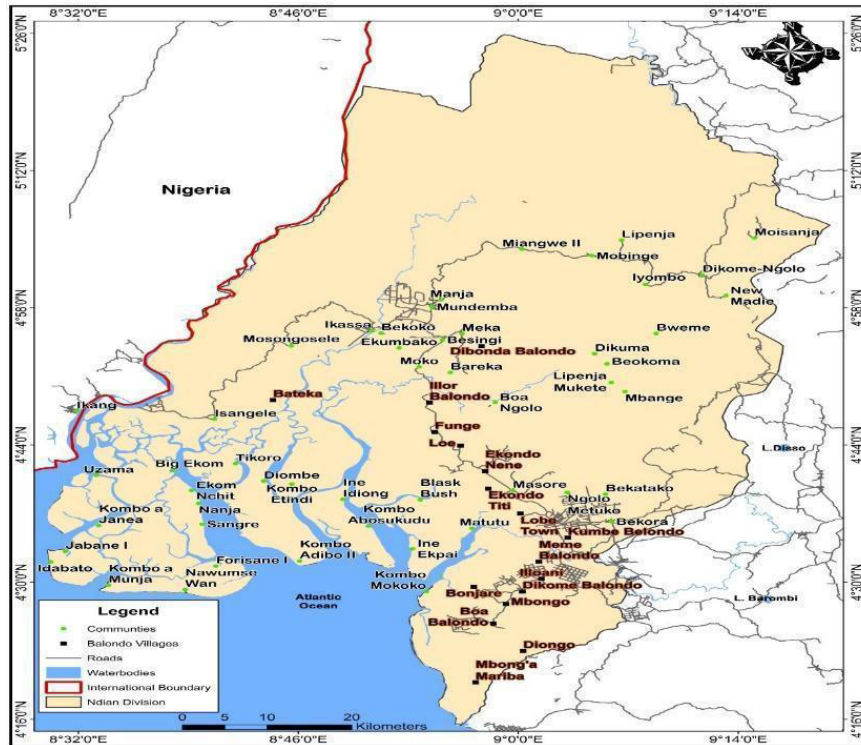 8°32'0"E 8°46'0"E 9°0'0"E 9°14'0"E
5°26'0"N 5°26'0"N
N
W E
S
5°12'0"N 5°12'0"N
Nigeria
Lipenja
Moisanja
Miangwe II
Mobinge
Dikome-Ngolo
Iyombo
New
Madie
4°58'0"N 4°58'0"N
Manja
Mundemba
Ikassa
Bekoko
Meka
Bweme
Ekumbako
Besingi
Mosongosele
Dibonda Balondo
Dikuma
Moko
Beokoma
Bareka
Illor
Balondo
Lipenja
Mukete
Mbange
Bateka
Boa
Ngolo
Ikang
Isangele
Funge
Loe
4°44'0"N 4°44'0"N
Ekondo
Nene
L.Disso
Uzama
Big Ekom
Tikoro
Diombe
Ine
Idiong
Blask
Bush
Ekondo
Titi
Masore
Bekatako
Ekom
Nchit
Kombo
Etindi
Ngolo
Metuke
Kombo a
Janea
Nanja
Kombo
Abosukudu
Matutu
Lobe
Town
Bekora
Sangre
Kumbe Belondo
Meme
Balondo
Jabane I
Ine
Ekpai
Idabato
Forisane I
Kombo
Adibo II
Illoani
Kombo a
Munja
Nawumse
Wan
Kombo
Mokoko
Dikome Balondo
4°30'0"N 4°30'0"N
Bonjare
Mbongo
L. Barombi
Atlantic
Ocean
Boa
Balondo
Diongo
Mbong'a
Mariba
Legend
Communties
Balondo Villages
Roads
Waterbodies
International Boundary
Ndian Division
0 5 10 20
Kilometers
4°16'0"N 4°16'0"N
8°32'0"E 8°46'0"E 9°0'0"E 9°14'0"E